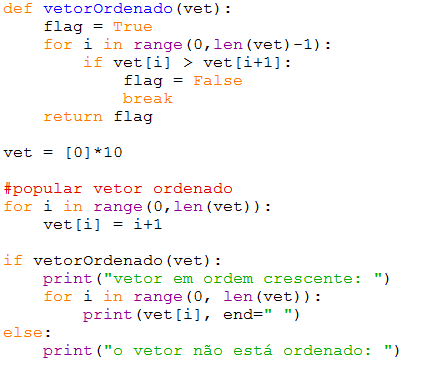 def vetorOrdenado(vet):
    flag = True
    for i in range(0,len(vet)-1):
        if vet[i] > vet[i+1]:
            flag = False
            break
    return flag

vet = [0]*10

#popular vetor ordenado
for i in range(0,len(vet)):
    vet[i] = i+1

if vetorOrdenado(vet):
    print("vetor em ordem crescente: ")
    for i in range(0, len(vet)):
        print(vet[i], end=" ")
else:
    print("o vetor não está ordenado: ")